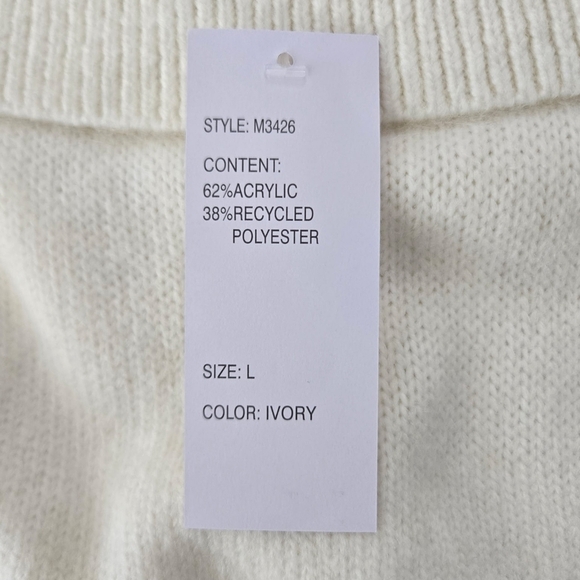 STYLE: M3426
CONTENT:
62%ACRYLIC
38%RECYCLED
POLYESTER
SIZE: L
COLOR: IVORY